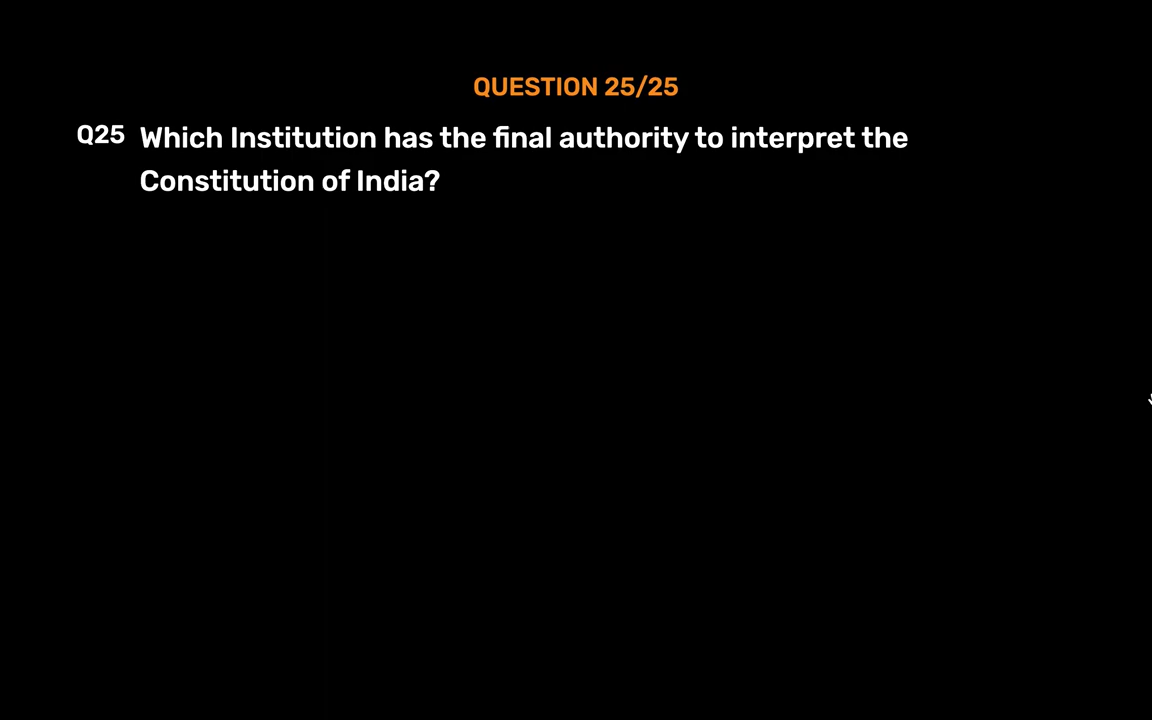 QUESTION 25/25
Q25 Which Institution has the final authority to interpret the
Constitution of India?